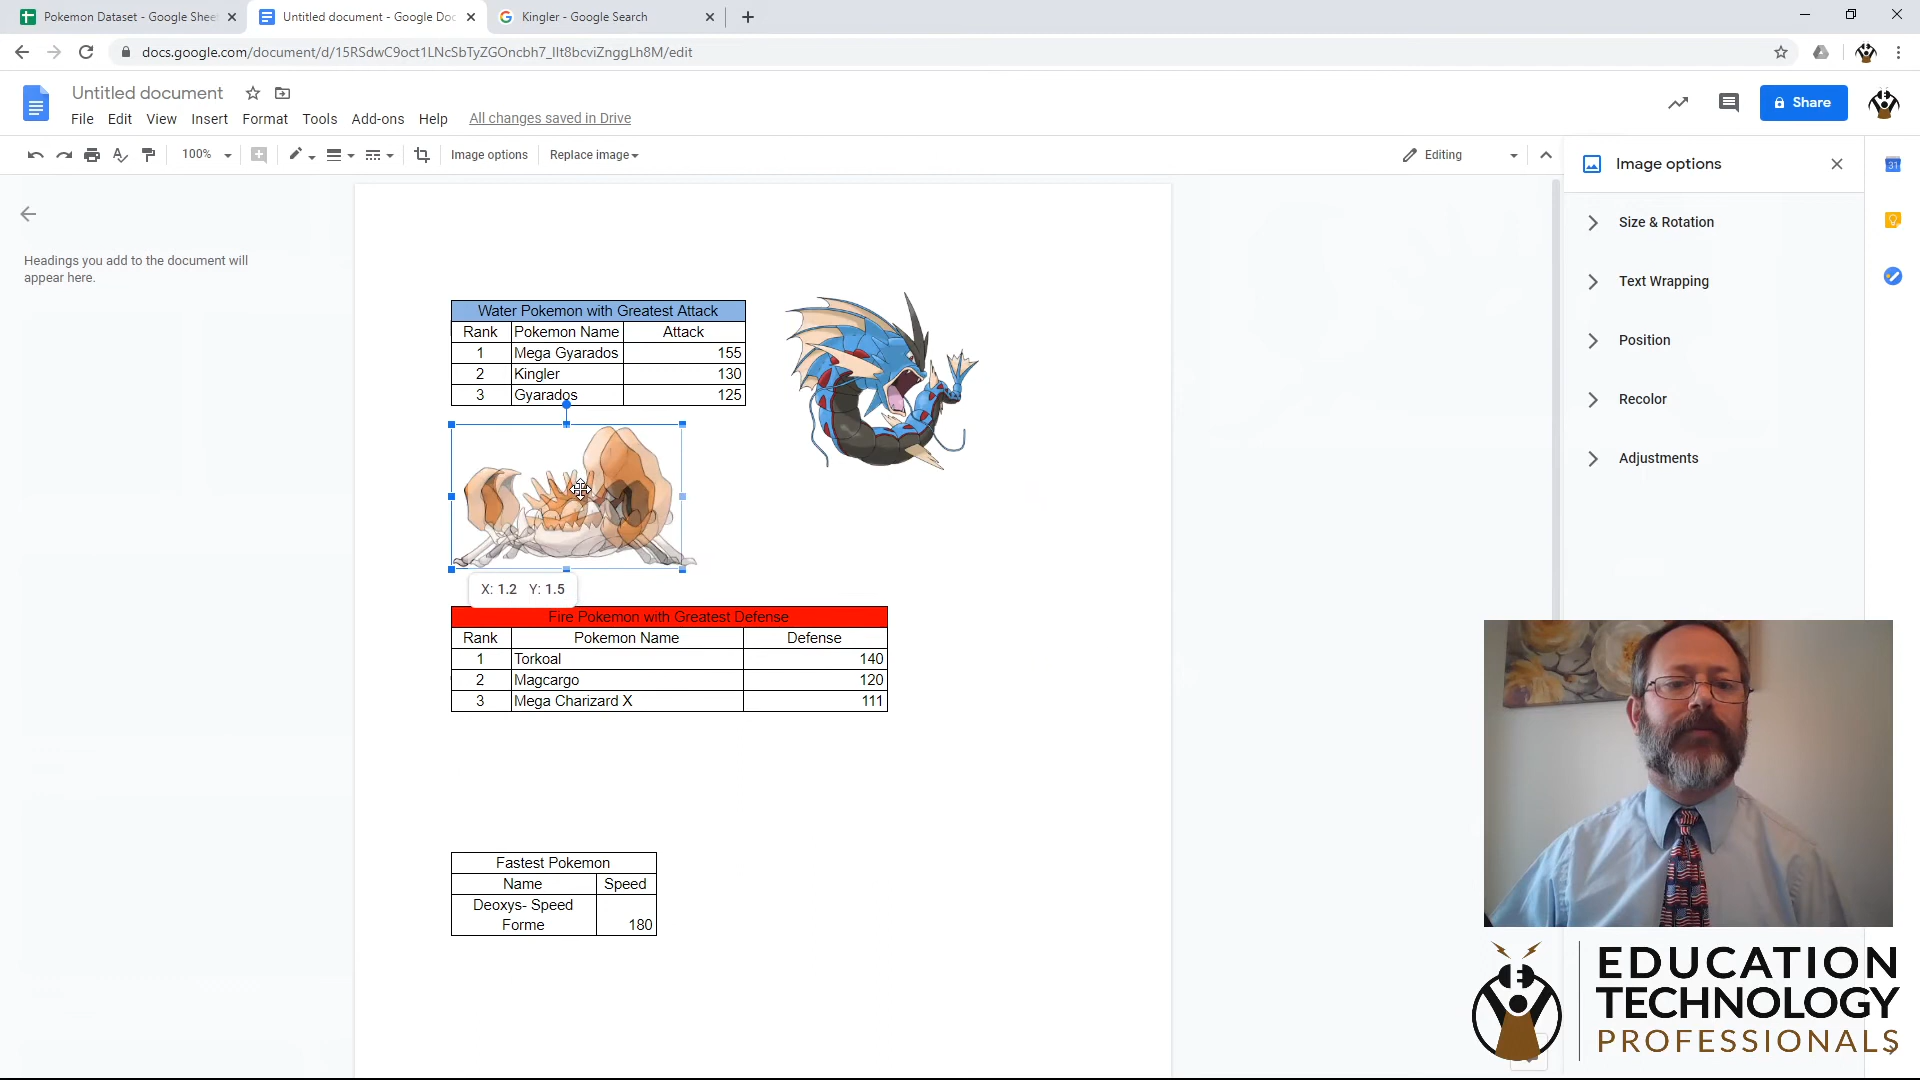 Pokemon Dataset - Google Shee
Untitled document - Google Doc
Kingler - Google Search
docs.google.com/document/d/15RSdwC9oct1LNcSbTyZGOncbh7_lIt8bcviZnggLh8M/edit
Untitled document
File Edit View Insert Format Tools Add-ons Help All changes saved in Drive
Share
100% Image options Replace image Editing
Image options
Headings you add to the document will
appear here.
Size & Rotation
Text Wrapping
Position
Recolor
Adjustments
Water Pokemon with Greatest Attack
Rank Pokemon Name Attack
1 Mega Gyarados 155
2 Kingler 130
3 Gyarados 125
X: 1.2 Y: 1.5
Fire Pokemon with Greatest Defense
Rank Pokemon Name Defense
1 Torkoal 140
2 Magcargo 120
3 Mega Charizard X 111
Fastest Pokemon
Name Speed
Deoxys- Speed
Forme 180
31
EDUCATION
TECHNOLOGY
PROFESSIONALS